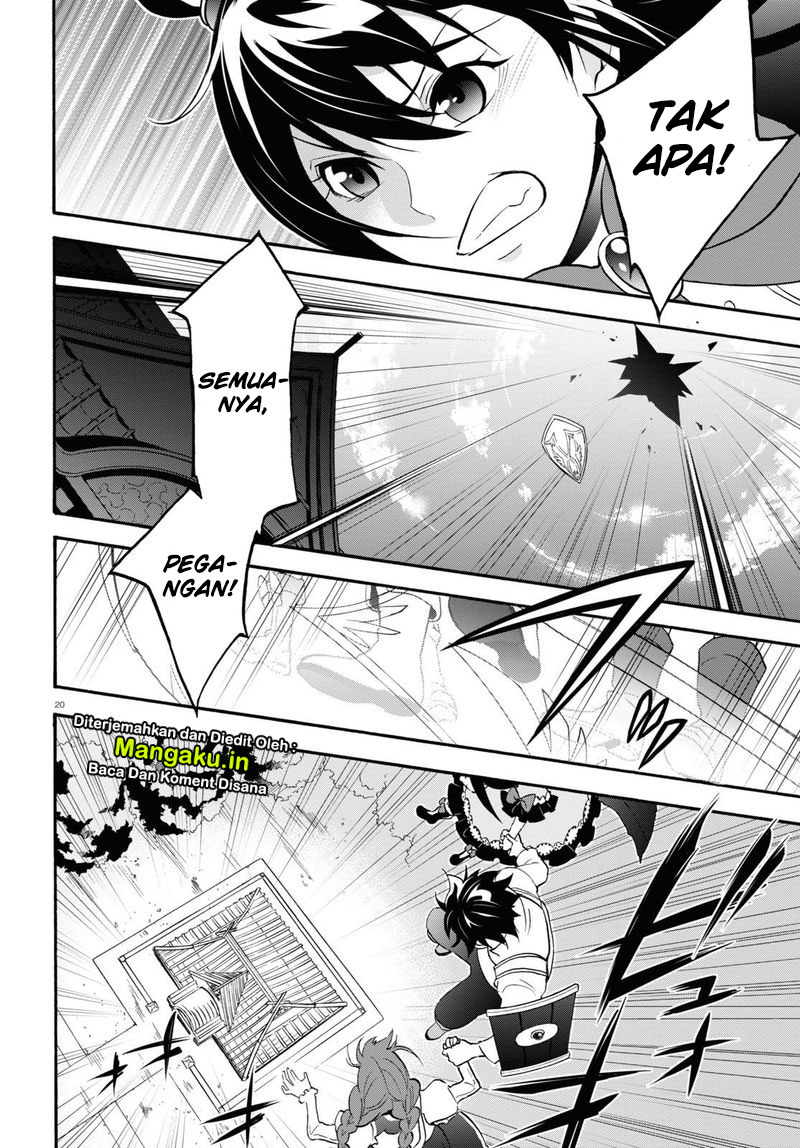 TAK
APA!
SEMUA-
NYA,
PEGA-
NGAN!
20
Diterjemahkan dan Diedit Oleh :
Mangaku.in
Baca Dan Koment Disana